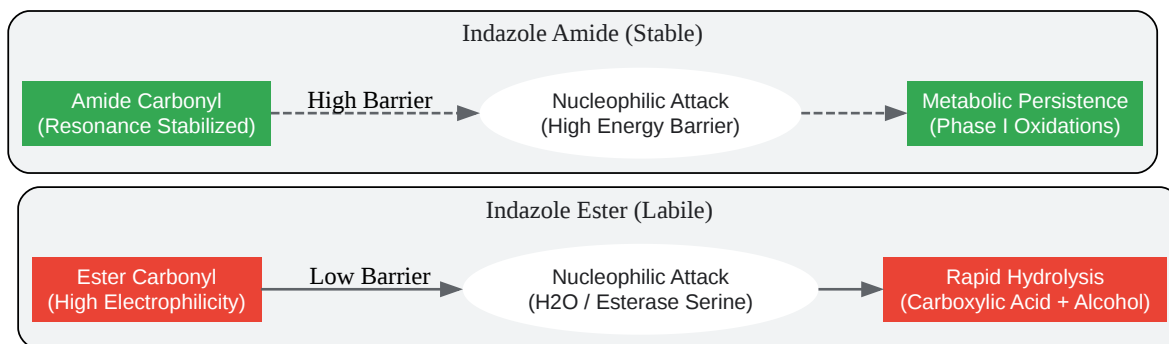 Indazole Amide (Stable)
Amide Carbonyl
(Resonance Stabilized)
High Barrier
Nucleophilic Attack
(High Energy Barrier)
Metabolic Persistence
(Phase I Oxidations)
Indazole Ester (Labile)
Ester Carbonyl
(High Electrophilicity)
Low Barrier
Nucleophilic Attack
(H2O / Esterase Serine)
Rapid Hydrolysis
(Carboxylic Acid + Alcohol)